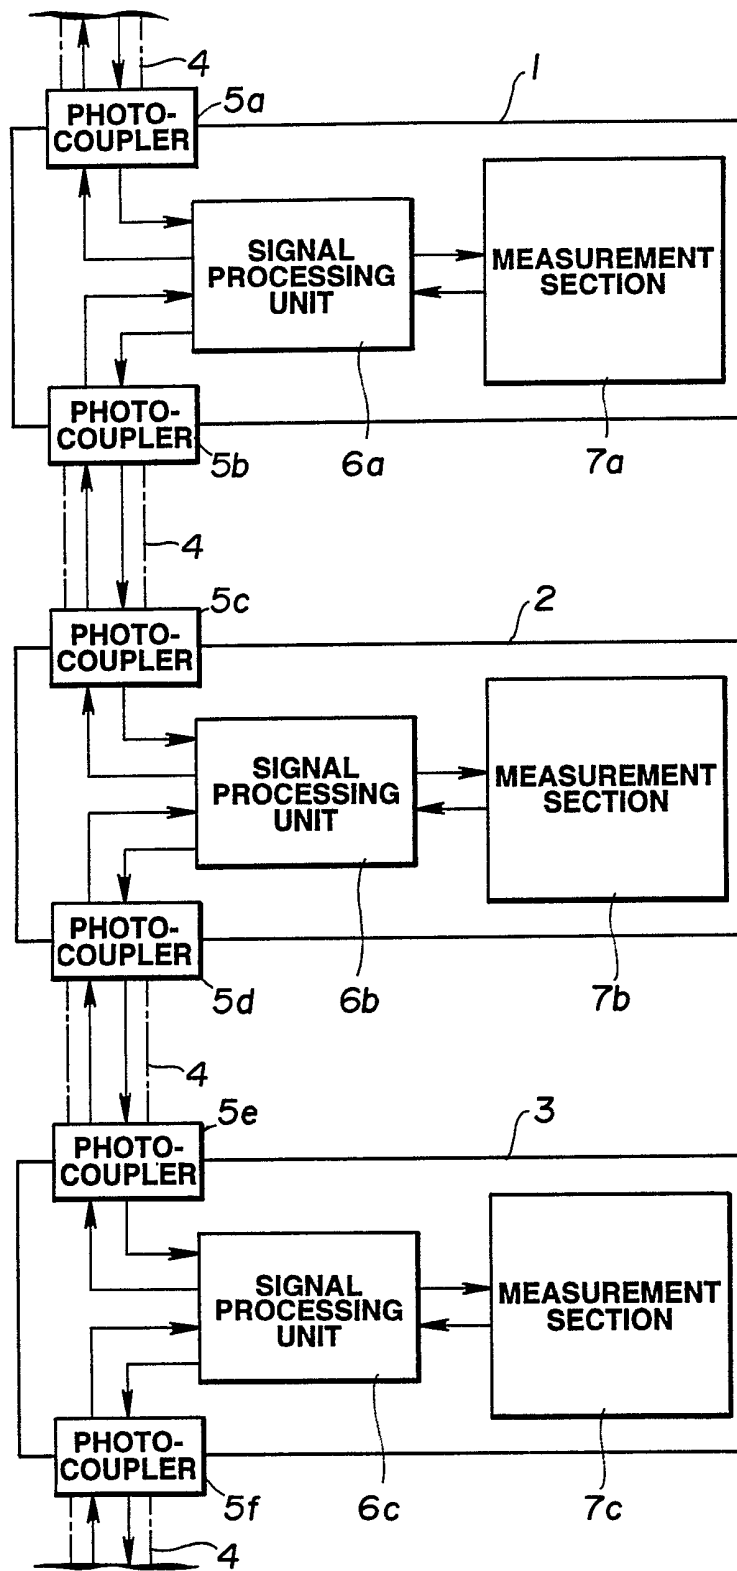 4
PHOTO-
COUPLER
5a
1
SIGNAL
PROCESSING
UNIT
MEASUREMENT
SECTION
PHOTO-
COUPLER
5b
6a
7a
4
5c
2
PHOTO-
COUPLER
SIGNAL
PROCESSING
UNIT
MEASUREMENT
SECTION
PHOTO-
COUPLER
5d
6b
7b
4
5e
3
PHOTO-
COUPLER
SIGNAL
PROCESSING
UNIT
MEASUREMENT
SECTION
PHOTO-
COUPLER
5f
6c
7c
4